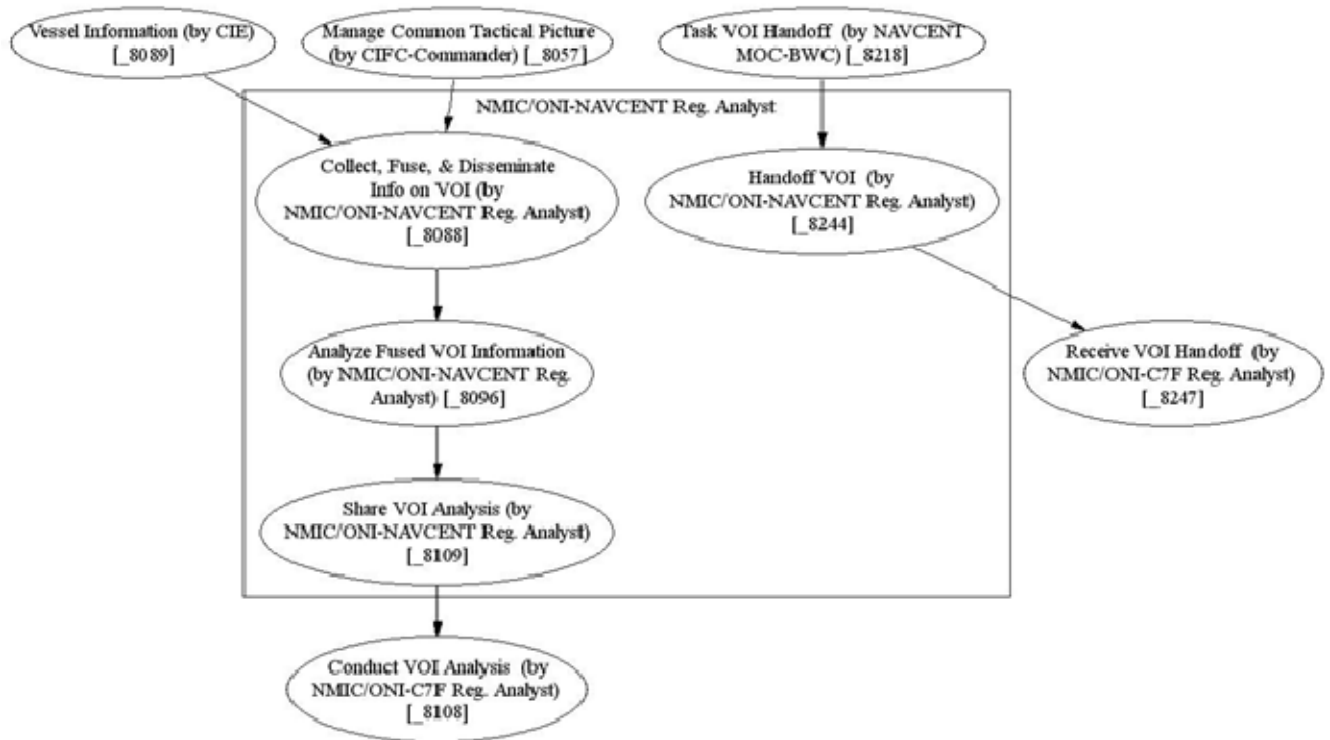 Vessel Information (by CIE)
[_8089]
Manage Common Tactical Picture
(by CIFC-Commander) [_8057]
Task VOI Handoff (by NAVCENT
MOC-BWC) [_8218]
NMIC/ONI-NAVCENT Reg. Analyst
Collect, Fuse, & Disseminate
Info on VOI (by
NMIC/ONI-NAVCENT Reg. Analyst)
[_8088]
Handoff VOI (by
NMIC/ONI-NAVCENT Reg. Analyst)
[_8244]
Analyze Fused VOI Information
(by NMIC/ONI-NAVCENT Reg.
Analyst) [_8096]
Receive VOI Handoff (by
NMIC/ONI-C7F Reg. Analyst)
[_8247]
Share VOI Analysis (by
NMIC/ONI-NAVCENT Reg. Analyst)
[_8109]
Conduct VOI Analysis (by
NMIC/ONI-C7F Reg. Analyst)
[_8108]